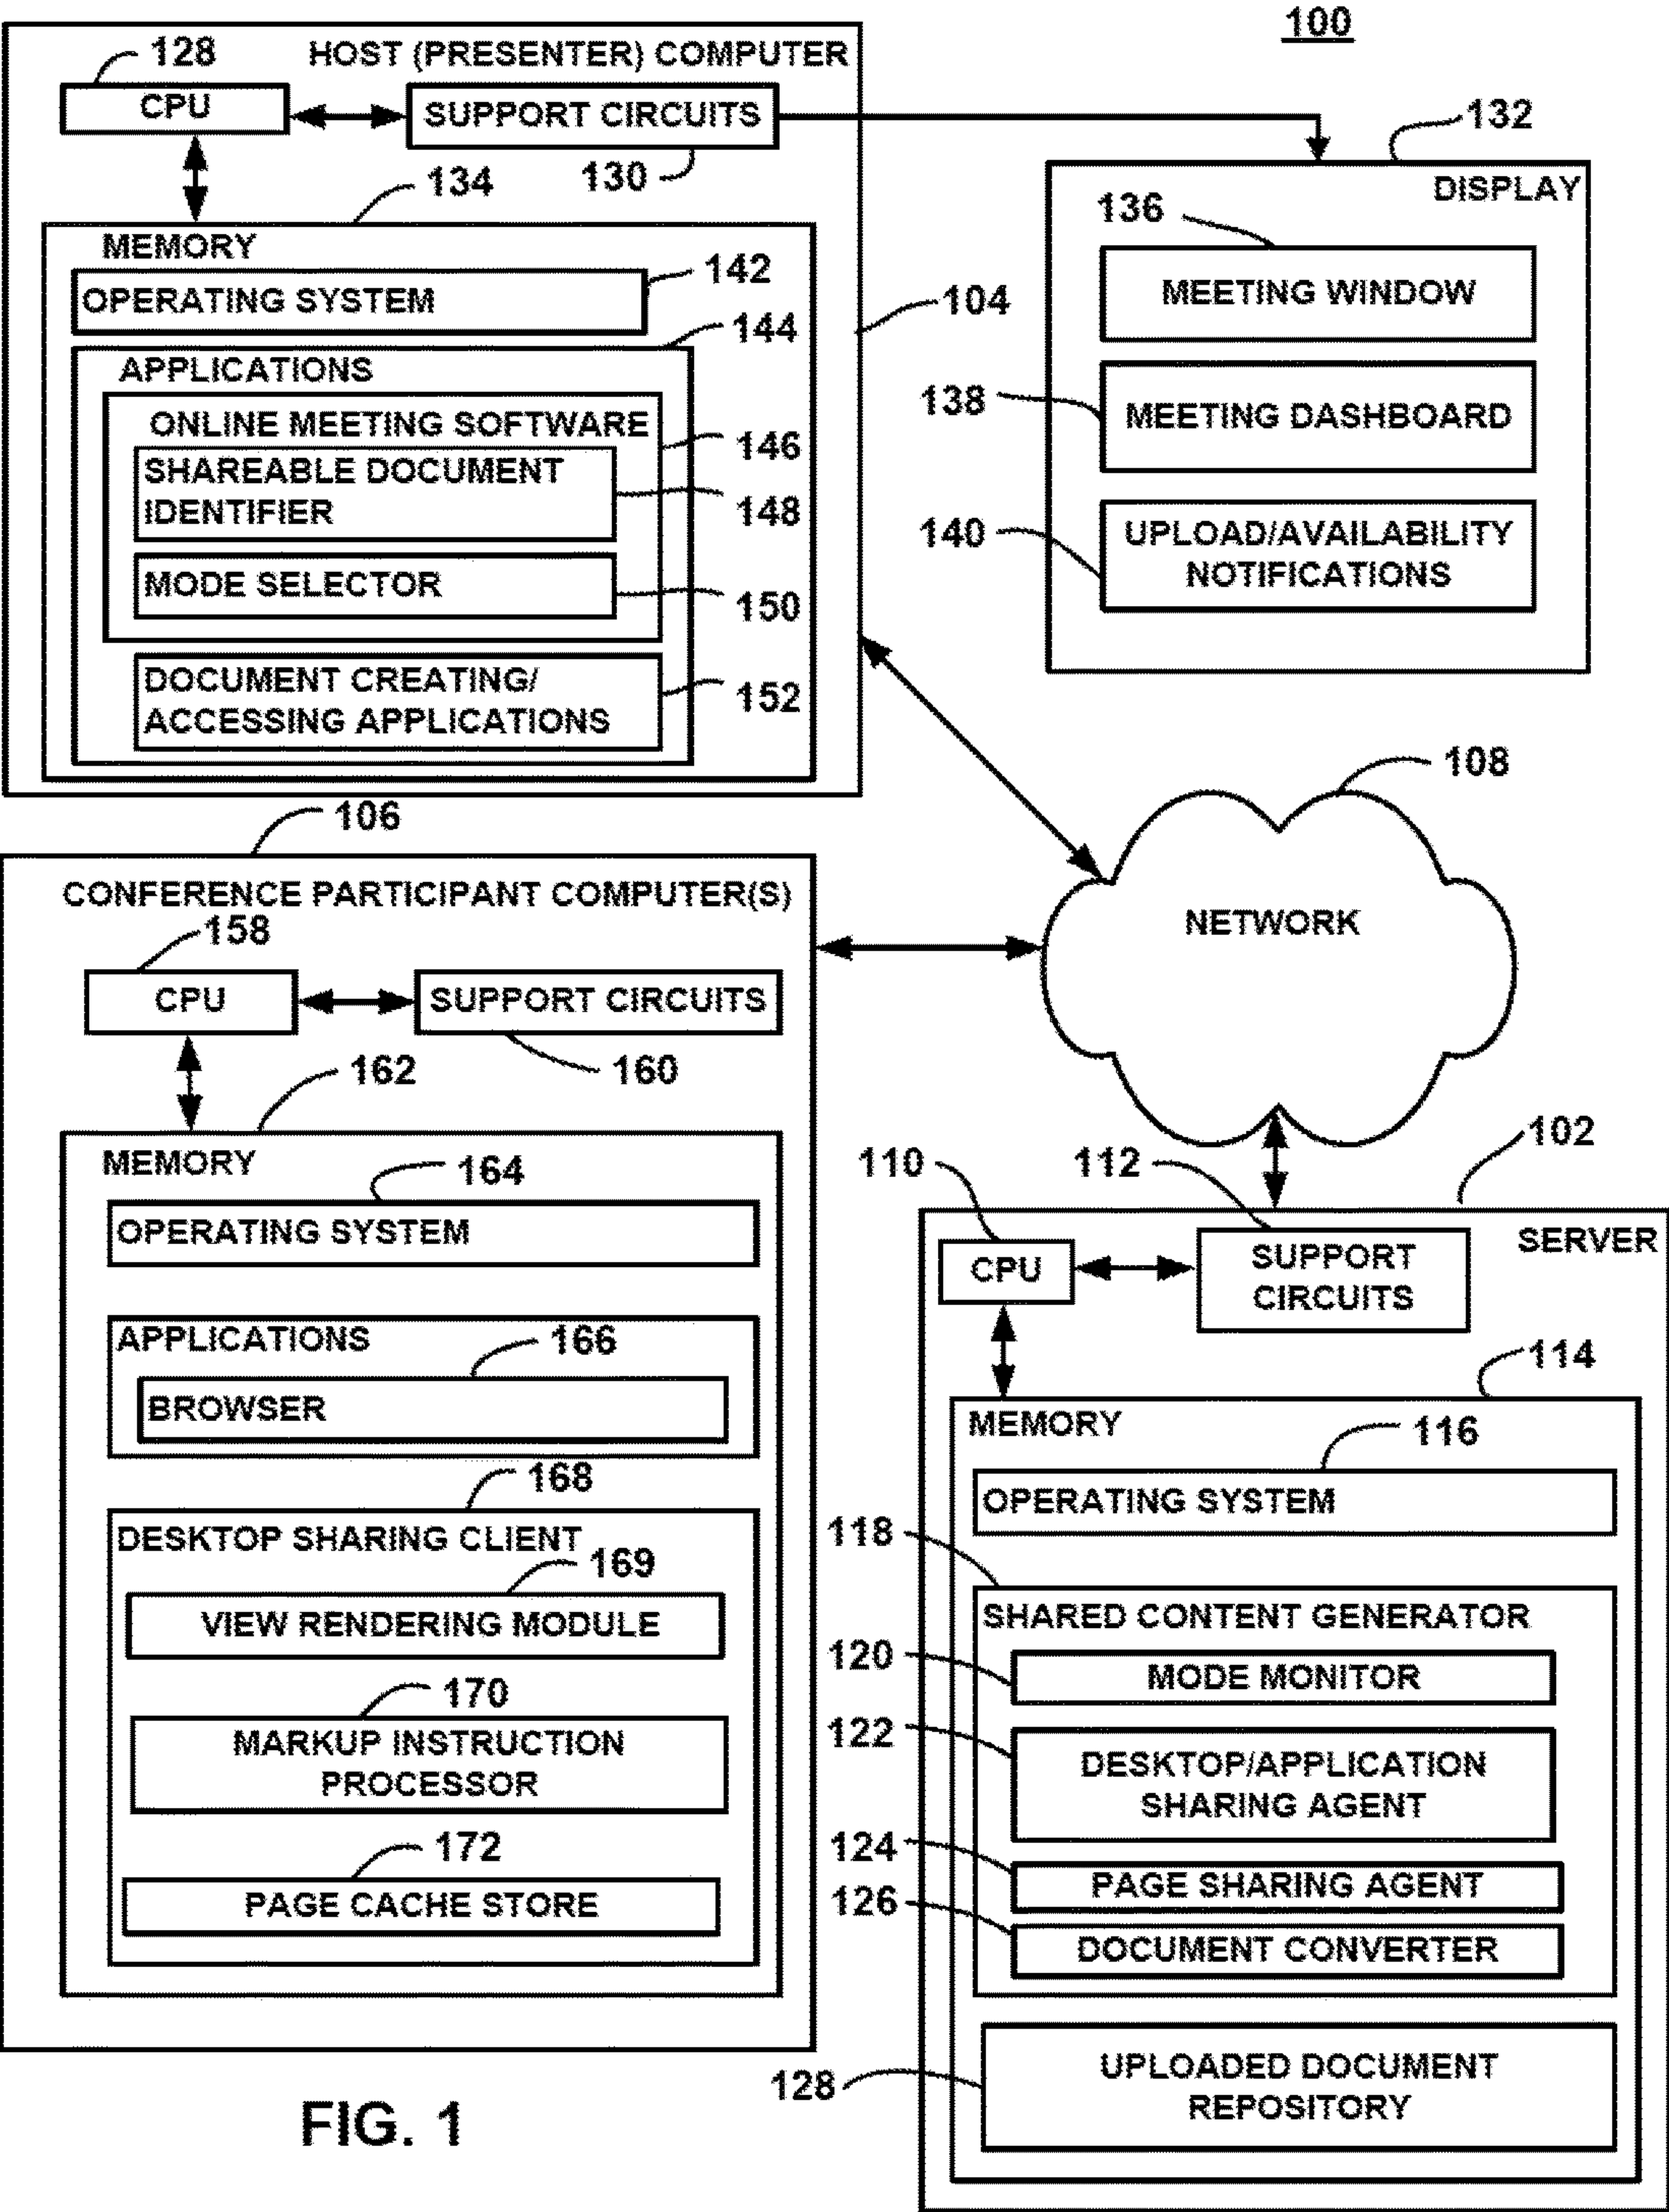 100
128
HOST (PRESENTER) COMPUTER
CPU
SUPPORT CIRCUITS
130
134
MEMORY
OPERATING SYSTEM
142
144
APPLICATIONS
ONLINE MEETING SOFTWARE
146
SHAREABLE DOCUMENT
IDENTIFIER
148
MODE SELECTOR
150
DOCUMENT CREATING/
ACCESSING APPLICATIONS
152
104
132
DISPLAY
136
MEETING WINDOW
138
MEETING DASHBOARD
140
UPLOAD/AVAILABILITY
NOTIFICATIONS
108
NETWORK
106
CONFERENCE PARTICIPANT COMPUTER(S)
158
CPU
SUPPORT CIRCUITS
160
162
MEMORY
164
OPERATING SYSTEM
APPLICATIONS
166
BROWSER
168
DESKTOP SHARING CLIENT
169
VIEW RENDERING MODULE
170
MARKUP INSTRUCTION
PROCESSOR
172
PAGE CACHE STORE
102
110
112
SERVER
CPU
SUPPORT
CIRCUITS
114
MEMORY
116
OPERATING SYSTEM
118
SHARED CONTENT GENERATOR
120
MODE MONITOR
122
DESKTOP/APPLICATION
SHARING AGENT
124
PAGE SHARING AGENT
126
DOCUMENT CONVERTER
128
UPLOADED DOCUMENT
REPOSITORY
FIG. 1